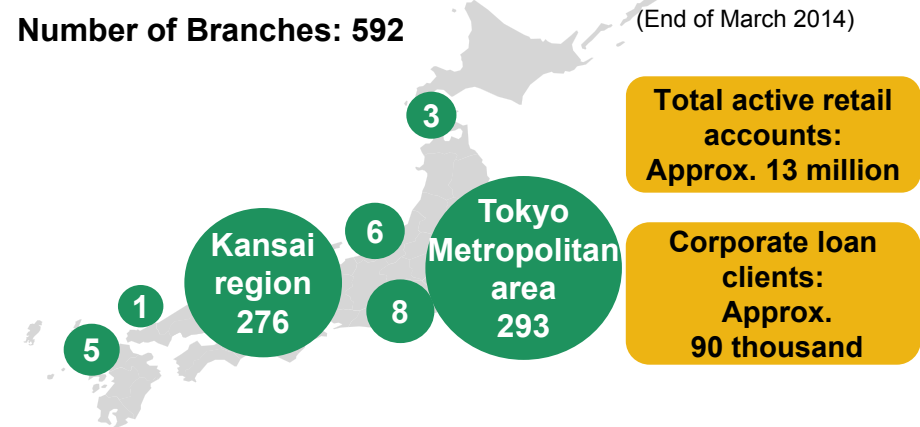 Number of Branches: 592
(End of March 2014)
3
Total active retail
accounts:
Approx. 13 million
6
Tokyo
Metropolitan
area
293
Kansai
region
276
Corporate loan
clients:
Approx.
90 thousand
1
8
5